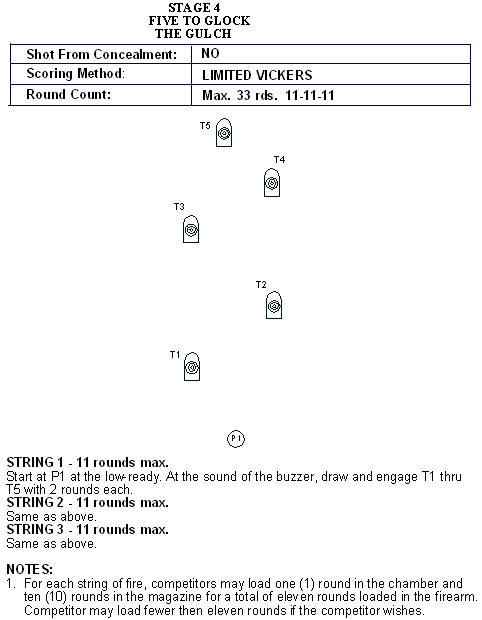 STAGE 4
FIVE TO GLOCK
THE GULCH
Shot From Concealment: NO
Scoring Method: LIMITED VICKERS
Round Count: Max. 33 rds. 11-11-11
T5
T4
T3
T2
T1
P1
STRING 1 - 11 rounds max.
Start at P1 at the low-ready. At the sound of the buzzer, draw and engage T1 thru
T5 with 2 rounds each.
STRING 2 - 11 rounds max.
Same as above.
STRING 3 - 11 rounds max.
Same as above.
NOTES:
1. For each string of fire, competitors may load one (1) round in the chamber and
ten (10) rounds in the magazine for a total of eleven rounds loaded in the firearm.
Competitor may load fewer then eleven rounds if the competitor wishes.